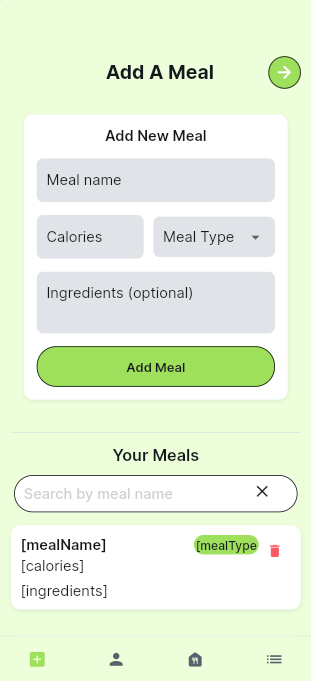 Add A Meal
Add New Meal
Meal name
Calories
Meal Type
Ingredients (optional)
Add Meal
Your Meals
Search by meal name
[mealName]
[mealType
[calories]
[ingredients]